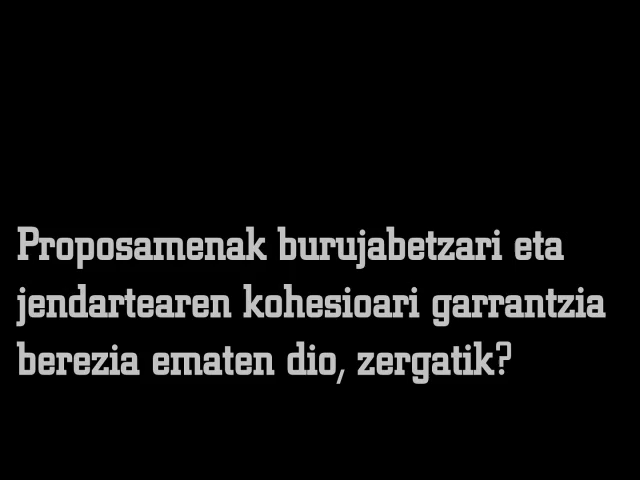 Proposamenak burujabetzari eta
jendartearen kohesioari garrantzia
berezia ematen dio, zergatik?